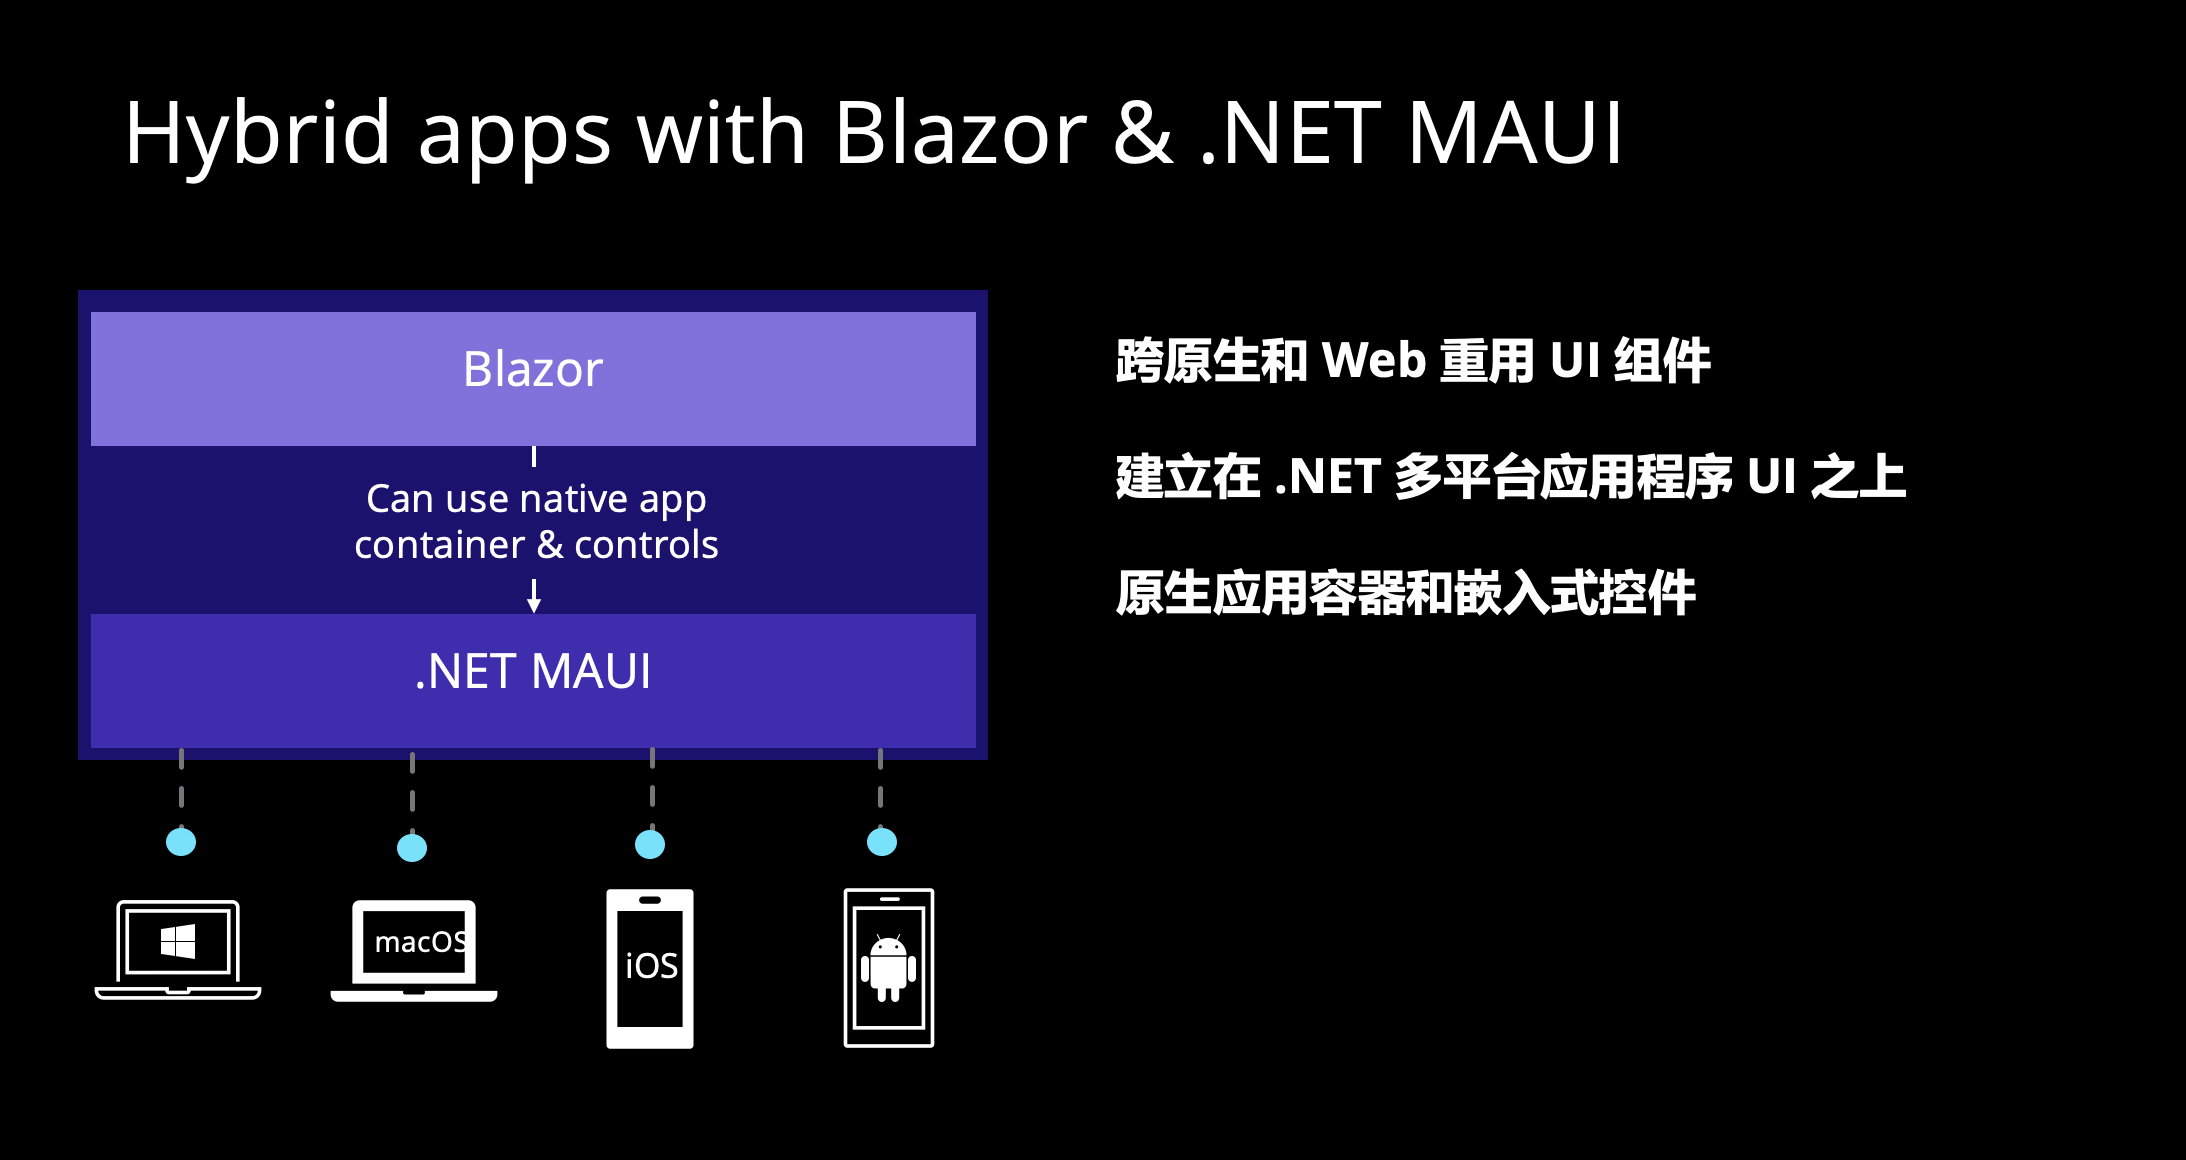 Hybrid apps with Blazor & .NET MAUI
Blazor
Can use native app
container & controls
.NET MAUI
macOS
iOS
跨原生和 Web 重用 UI 组件
建立在 .NET 多平台应用程序 UI 之上
原生应用容器和嵌入式控件